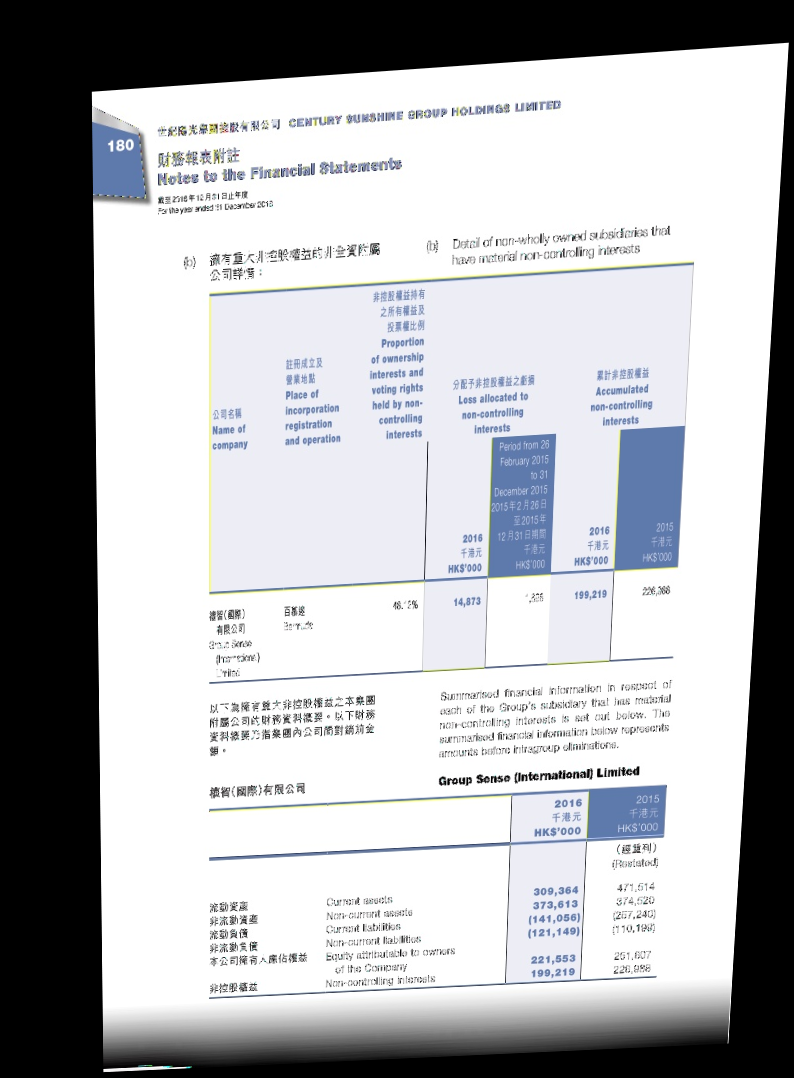 180
世紀陽光集團控股有限公司 CENTURY SUNSHINE GROUP HOLDINGS LIMITED
財務報表附註
Notes to the Financial Statements
截至2016年12月31日止年度
For the year ended 31 December 2016
(b) 擁有重大非控股權益的非全資附屬
公司詳情：
(b) Detail of non-wholly owned subsidiaries that
have material non-controlling interests
公司名稱
Name of
company
註冊成立及
營業地點
Place of
incorporation
registration
and operation
非控股權益持有
之所有權益及
投票權比例
Proportion
of ownership
interests and
voting rights
held by non-
controlling
interests
分配予非控股權益之虧損
Loss allocated to
non-controlling
interests
累計非控股權益
Accumulated
non-controlling
interests
2016
千港元
HK$'000
Period from 26
February 2015
to 31
December 2015
2015年2月26日
至2015年
12月31日期間
千港元
HK$'000
2016
千港元
HK$'000
2015
千港元
HK$'000
權智(國際)
有限公司
Group Sense
(International)
Limited
百慕達
Bermuda
14,873
199,219
以下為擁有重大非控股權益之本集團
附屬公司的財務資料概要。以下財務
資料概要乃指集團內公司間對銷前金
額。
Summarised financial information in respect of
each of the Group's subsidiary that has material
non-controlling interests is set out below. The
summarised financial information below represents
amounts before intragroup eliminations.
權智(國際)有限公司
Group Sense (International) Limited
2016
千港元
HK$'000
2015
千港元
HK$'000
(經重列)
(Restated)
流動資產 Current assets 309,364 471,514
非流動資產 Non-current assets 373,613 374,520
流動負債 Current liabilities (141,056)
非流動負債 Non-current liabilities (121,149)
本公司擁有人應佔權益 Equity attributable to owners
of the Company 221,553 251,607
非控股權益 Non-controlling interests 199,219